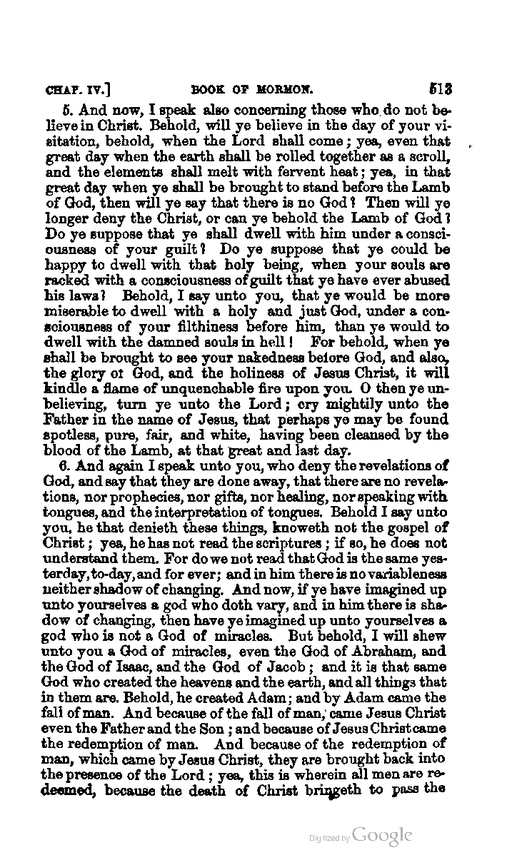 CHAP. IV.] BOOK OF MORMON. 513
5. And now, I speak also concerning those who do not be-
lieve in Christ. Behold, will ye believe in the day of your vi-
sitation, behold, when the Lord shall come; yea, even that
great day when the earth shall be rolled together as a scroll,
and the elements shall melt with fervent heat; yea, in that
great day when ye shall be brought to stand before the Lamb
of God, then will ye say that there is no God? Then will ye
longer deny the Christ, or can ye behold the Lamb of God?
Do ye suppose that ye shall dwell with him under a consci-
ousness of your guilt? Do ye suppose that ye could be
happy to dwell with that holy being, when your souls are
racked with a consciousness of guilt that ye have ever abused
his laws? Behold, I say unto you, that ye would be more
miserable to dwell with a holy and just God, under a con-
sciousness of your filthiness before him, than ye would to
dwell with the damned souls in hell! For behold, when ye
shall be brought to see your nakedness before God, and also,
the glory of God, and the holiness of Jesus Christ, it will
kindle a flame of unquenchable fire upon you. O then ye un-
believing, turn ye unto the Lord; cry mightily unto the
Father in the name of Jesus, that perhaps ye may be found
spotless, pure, fair, and white, having been cleansed by the
blood of the Lamb, at that great and last day.
6. And again I speak unto you, who deny the revelations of
God, and say that they are done away, that there are no revela-
tions, nor prophecies, nor gifts, nor healing, nor speaking with
tongues, and the interpretation of tongues. Behold I say unto
you, he that denieth these things, knoweth not the gospel of
Christ; yea, he has not read the scriptures; if so, he does not
understand them. For do we not read that God is the same yes-
terday, to-day, and for ever; and in him there is no variableness
neither shadow of changing. And now, if ye have imagined up
unto yourselves a god who doth vary, and in him there is sha-
dow of changing, then have ye imagined up unto yourselves a
god who is not a God of miracles. But behold, I will shew
unto you a God of miracles, even the God of Abraham, and
the God of Isaac, and the God of Jacob; and it is that same
God who created the heavens and the earth, and all things that
in them are. Behold, he created Adam; and by Adam came the
fall of man. And because of the fall of man, came Jesus Christ
even the Father and the Son; and because of Jesus Christ came
the redemption of man. And because of the redemption of
man, which came by Jesus Christ, they are brought back into
the presence of the Lord; yea, this is wherein all men are re-
deemed, because the death of Christ bringeth to pass the
Digitized by Google